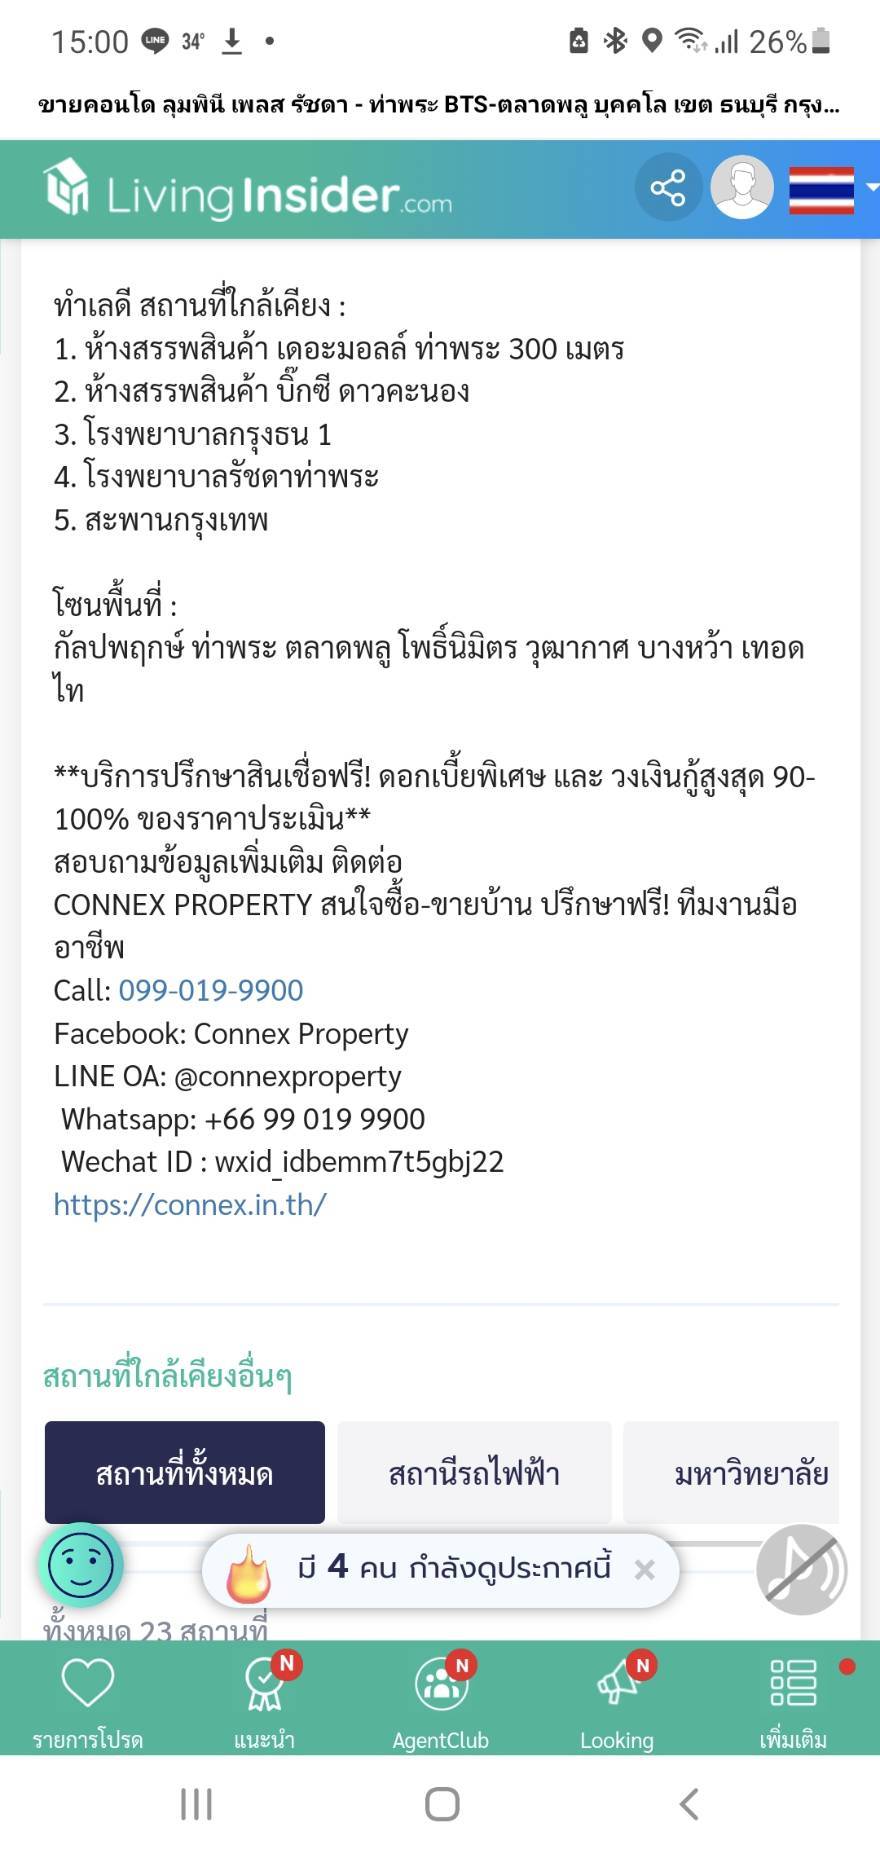 15:00 LINE 34° 26%
ขายคอนโด ลุมพินี เพลส รัชดา - ท่าพระ BTS-ตลาดพลู บุคคโล เขต ธนบุรี กรุง...
LivingInsider.com
ทำเลดี สถานที่ใกล้เคียง :
1. ห้างสรรพสินค้า เดอะมอลล์ ท่าพระ 300 เมตร
2. ห้างสรรพสินค้า บิ๊กซี ดาวคะนอง
3. โรงพยาบาลกรุงธน 1
4. โรงพยาบาลรัชดาท่าพระ
5. สะพานกรุงเทพ
โซนพื้นที่ :
กัลปพฤกษ์ ท่าพระ ตลาดพลู โพธิ์นิมิตร วุฒากาศ บางหว้า เทอด
ไท
**บริการปรึกษาสินเชื่อฟรี! ดอกเบี้ยพิเศษ และ วงเงินกู้สูงสุด 90-
100% ของราคาประเมิน**
สอบถามข้อมูลเพิ่มเติม ติดต่อ
CONNEX PROPERTY สนใจซื้อ-ขายบ้าน ปรึกษาฟรี! ทีมงานมือ
อาชีพ
Call: 099-019-9900
Facebook: Connex Property
LINE OA: @connexproperty
Whatsapp: +66 99 019 9900
Wechat ID : wxid_idbemm7t5gbj22
https://connex.in.th/
สถานที่ใกล้เคียงอื่นๆ
สถานที่ทั้งหมด สถานีรถไฟฟ้า มหาวิทยาลัย
มี 4 คน กำลังดูประกาศนี้ ×
ทั้งหมด 23 สถานที่
N N N
รายการโปรด แนะนำ AgentClub Looking เพิ่มเติม